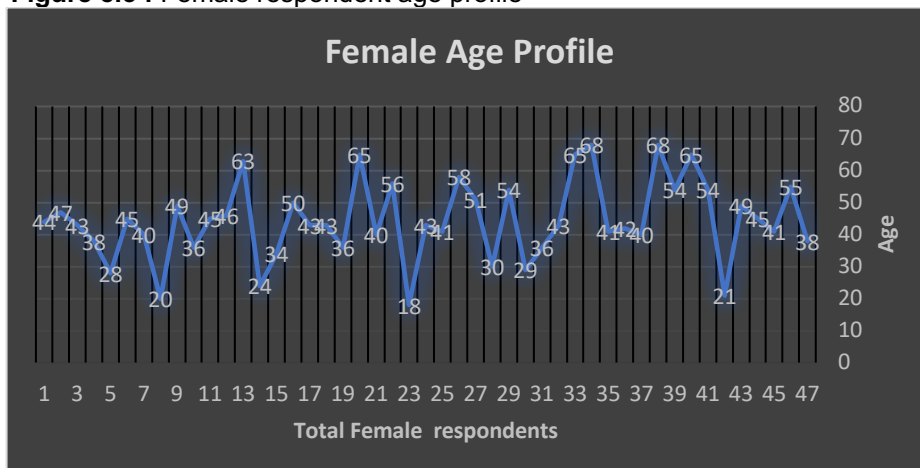 Figure : Female respondent age profile
Female Age Profile
44 47 43 38 28 45 40 20 49 36 45 46 63 24 34 50 43 43 36 65 40 56 18 43 41 58 51 30 54 29 36 43 65 68 41 42 40 68 54 65 54 21 49 45 41 55 38
80
70
60
50
40
30
20
10
0
Age
1 3 5 7 9 11 13 15 17 19 21 23 25 27 29 31 33 35 37 39 41 43 45 47
Total Female respondents